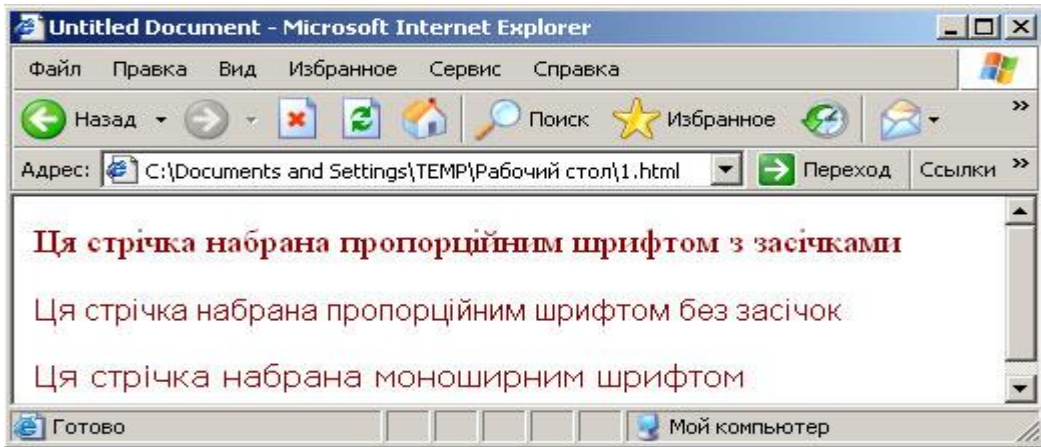 Untitled Document - Microsoft Internet Explorer
Файл Правка Вид Избранное Сервис Справка
Назад Поиск Избранное »
Адрес: C:\Documents and Settings\TEMP\Рабочий стол\1.html Переход Ссылки »
Ця стрічка набрана пропорційним шрифтом з засічками
Ця стрічка набрана пропорційним шрифтом без засічок
Ця стрічка набрана моноширним шрифтом
Готово Мой компьютер